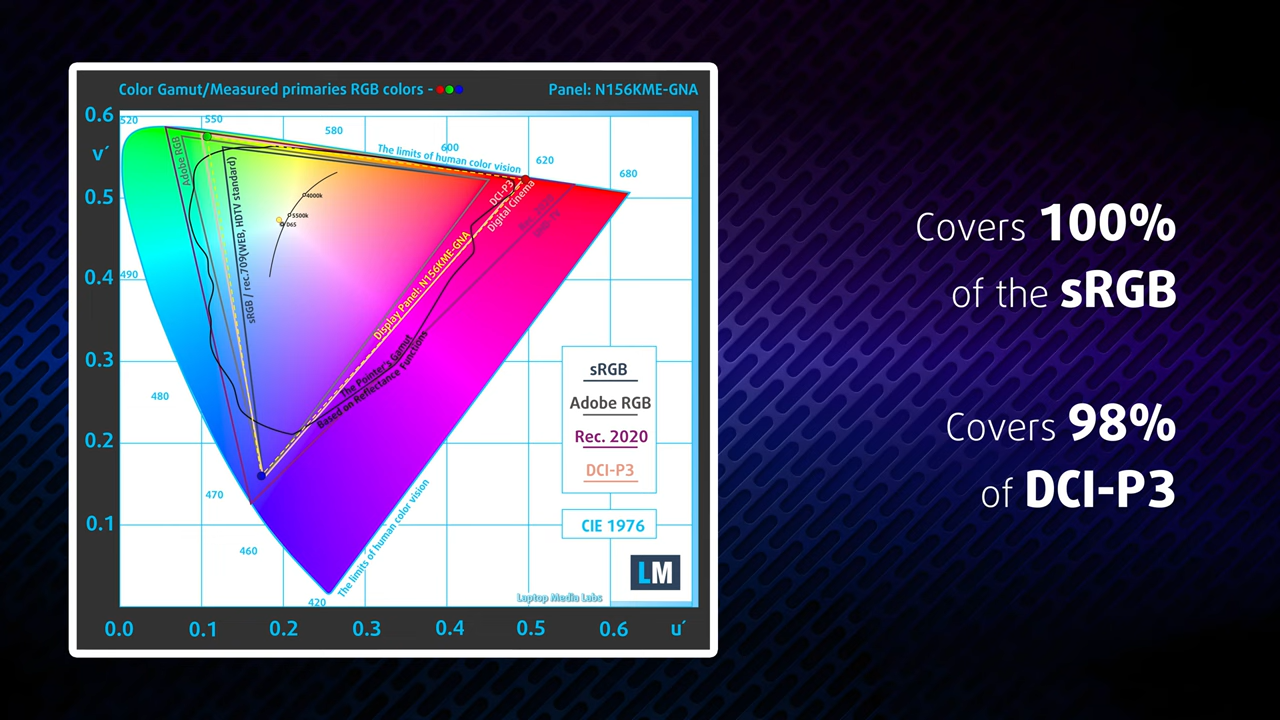 Color Gamut/Measured primaries RGB colors -
Panel: N156KME-GNA
0.6
v´
0.5
0.4
0.3
0.2
0.1
0.0
0.1
0.2
0.3
0.4
0.5
0.6
u´
520
550
580
600
620
680
490
480
470
460
420
The limits of human color vision
Adobe RGB
sRGB / rec.709(WEB, HDTV standard)
4000k
5500k
D65
DCI-P3
Digital Cinema
Rec. 2020
UHD-TV
Display Panel: N156KME-GNA
The Pointer's Gamut
Based on Reflectance Functions
The limits of human color vision
sRGB
Adobe RGB
Rec. 2020
DCI-P3
CIE 1976
LM
Laptop Media Labs
Covers 100%
of the sRGB
Covers 98%
of DCI-P3